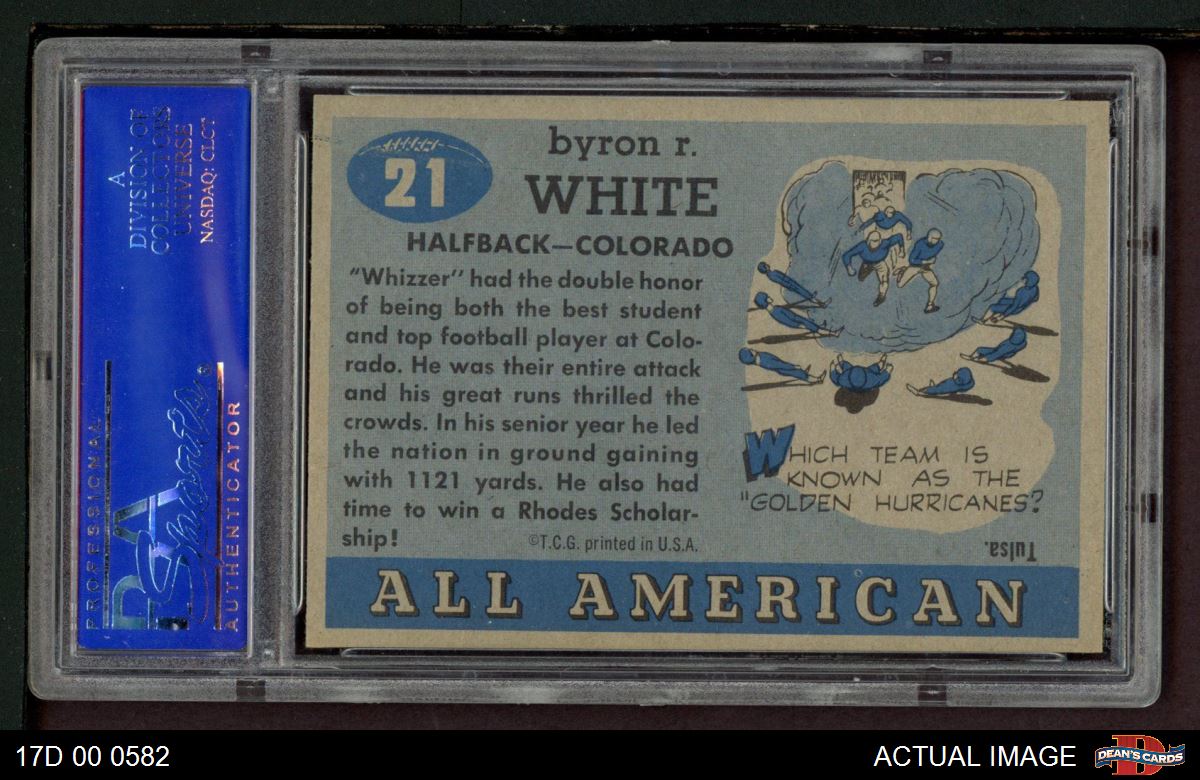 A
DIVISION OF
COLLECTORS
UNIVERSE
NASDAQ: CLCT
PROFESSIONAL
PSA
Sports
AUTHENTICATOR
21
byron r.
WHITE
HALFBACK—COLORADO
"Whizzer" had the double honor
of being both the best student
and top football player at Colo-
rado. He was their entire attack
and his great runs thrilled the
crowds. In his senior year he led
the nation in ground gaining
with 1121 yards. He also had
time to win a Rhodes Scholar-
ship!
©T.C.G. printed in U.S.A.
WHICH TEAM IS
KNOWN AS THE
"GOLDEN HURRICANES?
Tulsa.
ALL AMERICAN
17D 00 0582
ACTUAL IMAGE
DEAN'S CARDS